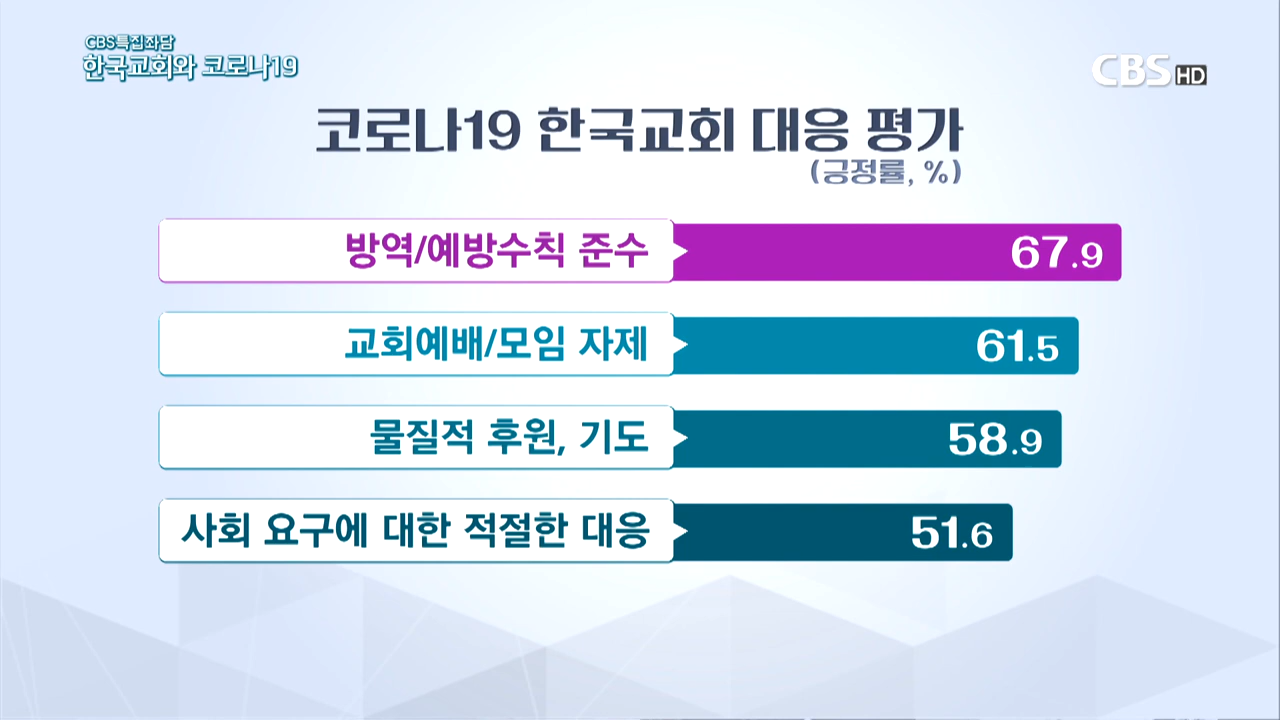 CBS특집좌담
한국교회와 코로나19
CBS HD
코로나19 한국교회 대응 평가
(긍정률, %)
방역/예방수칙 준수 67.9
교회예배/모임 자제 61.5
물질적 후원, 기도 58.9
사회 요구에 대한 적절한 대응 51.6